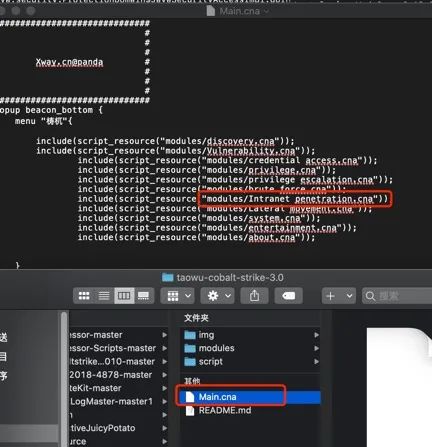 Main.cna
############################
#
#
#
Xway.cn@panda #
#
#
#
############################
opup beacon_bottom {
menu "梼杌"{
include(script_resource("modules/discovery.cna"));
include(script_resource("modules/Vulnerability.cna"));
include(script_resource("modules/credential access.cna"));
include(script_resource("modules/privilege.cna"));
include(script_resource("modules/privilege escalation.cna"));
include(script_resource("modules/brute force.cna"));
include(script_resource("modules/Intranet penetration.cna"))
include(script_resource("modules/Lateral movement.cna"));
include(script_resource("modules/system.cna"));
include(script_resource("modules/entertainment.cna"));
include(script_resource("modules/about.cna"));
}
taowu-cobalt-strike-3.0
搜索
送
目
序
essor-master
essor-Scripts-master
ltstrike...010-master
2018-4878-master
teKit-master
LogMaster-master1
ativeJuicyPotato
ource
文件夹
img
modules
script
其他
Main.cna
README.md